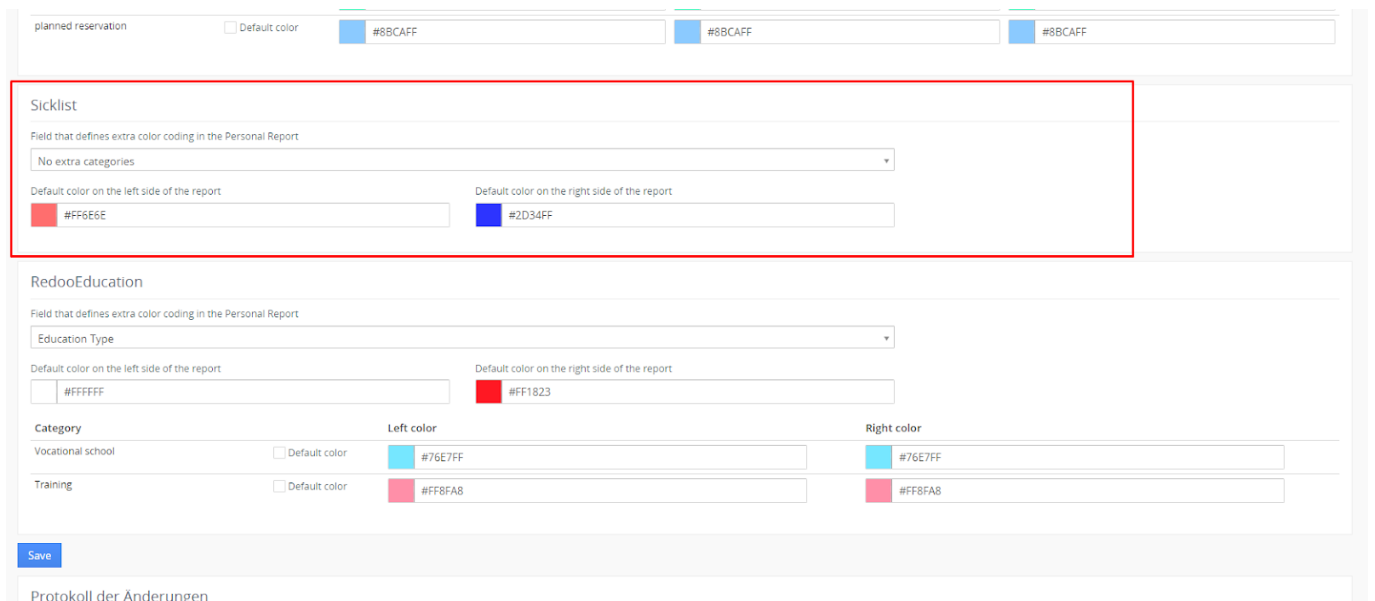 planned reservation Default color #8BCAFF #8BCAFF #8BCAFF
Sicklist
Field that defines extra color coding in the Personal Report
No extra categories
Default color on the left side of the report Default color on the right side of the report
#FF6E6E #2D34FF
RedooEducation
Field that defines extra color coding in the Personal Report
Education Type
Default color on the left side of the report Default color on the right side of the report
#FFFFFF #FF1823
Category Left color Right color
Vocational school Default color #76E7FF #76E7FF
Training Default color #FF8FA8 #FF8FA8
Save
Protokoll der Änderungen